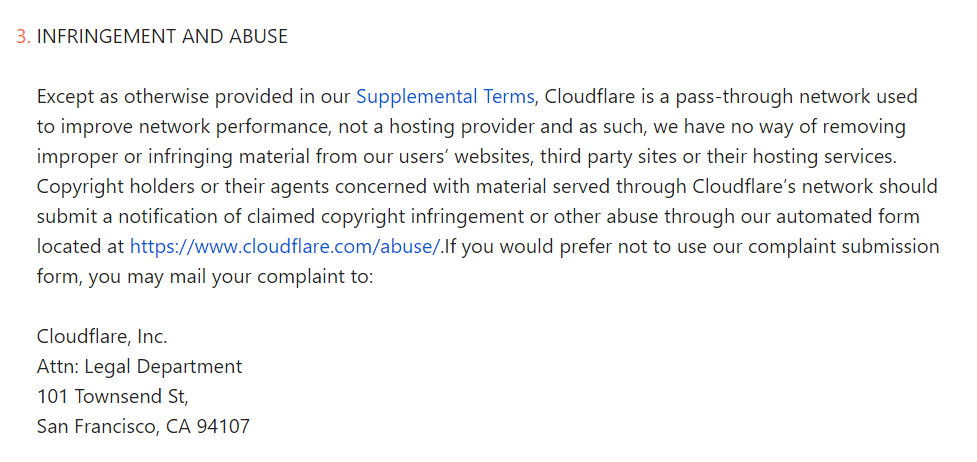 3. INFRINGEMENT AND ABUSE
Except as otherwise provided in our Supplemental Terms, Cloudflare is a pass-through network used
to improve network performance, not a hosting provider and as such, we have no way of removing
improper or infringing material from our users’ websites, third party sites or their hosting services.
Copyright holders or their agents concerned with material served through Cloudflare’s network should
submit a notification of claimed copyright infringement or other abuse through our automated form
located at https://www.cloudflare.com/abuse/.If you would prefer not to use our complaint submission
form, you may mail your complaint to:
Cloudflare, Inc.
Attn: Legal Department
101 Townsend St,
San Francisco, CA 94107